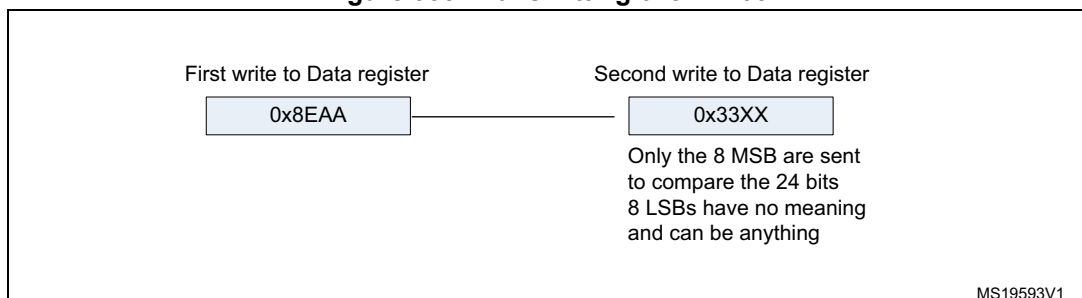 First write to Data register
Second write to Data register
0x8EAA
0x33XX
Only the 8 MSB are sent
to compare the 24 bits
8 LSBs have no meaning
and can be anything
MS19593V1